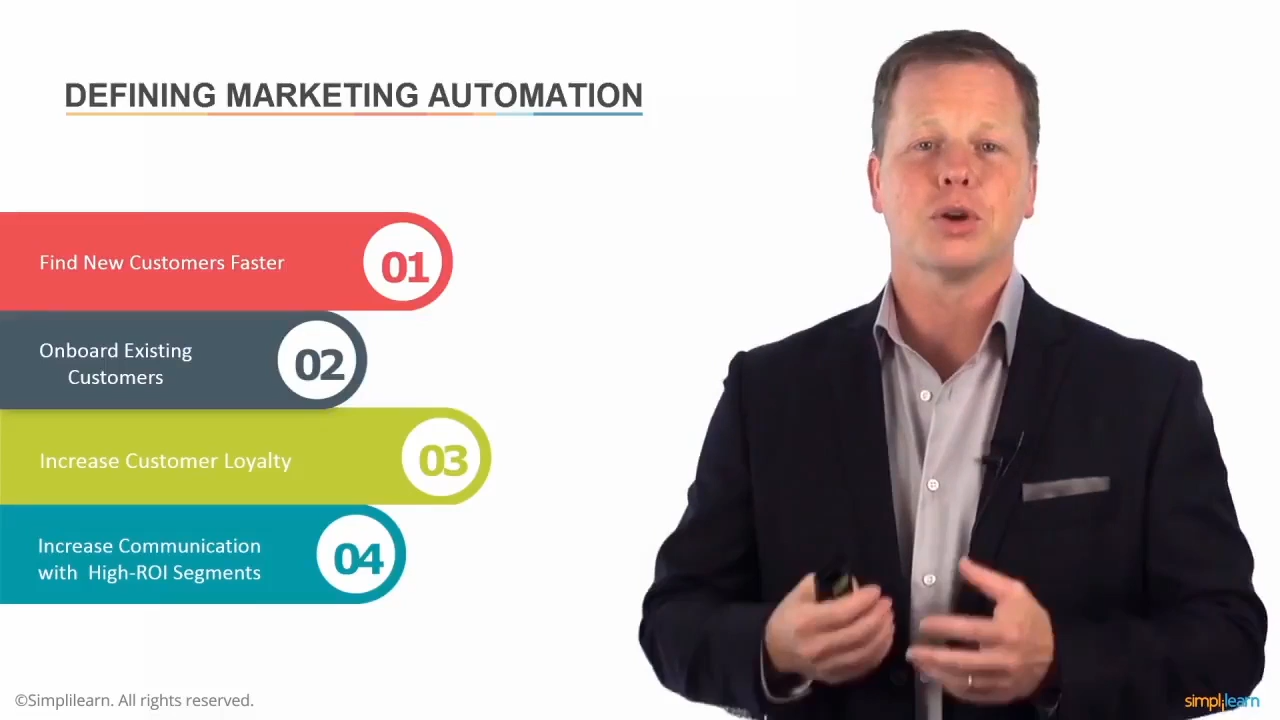 DEFINING MARKETING AUTOMATION
Find New Customers Faster
01
Onboard Existing
Customers
02
Increase Customer Loyalty
03
Increase Communication
with High-ROI Segments
04
©Simplilearn. All rights reserved.
simplilearn